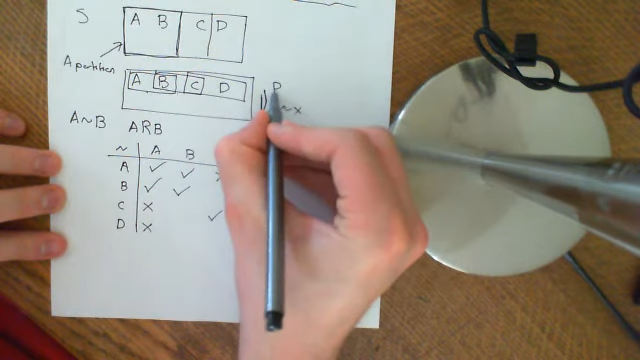 S
A B C D
A partition
A B C D
A~B ARB
~x
~ A B
A ✓ ✓
B ✓ ✓
C x ✓
D x